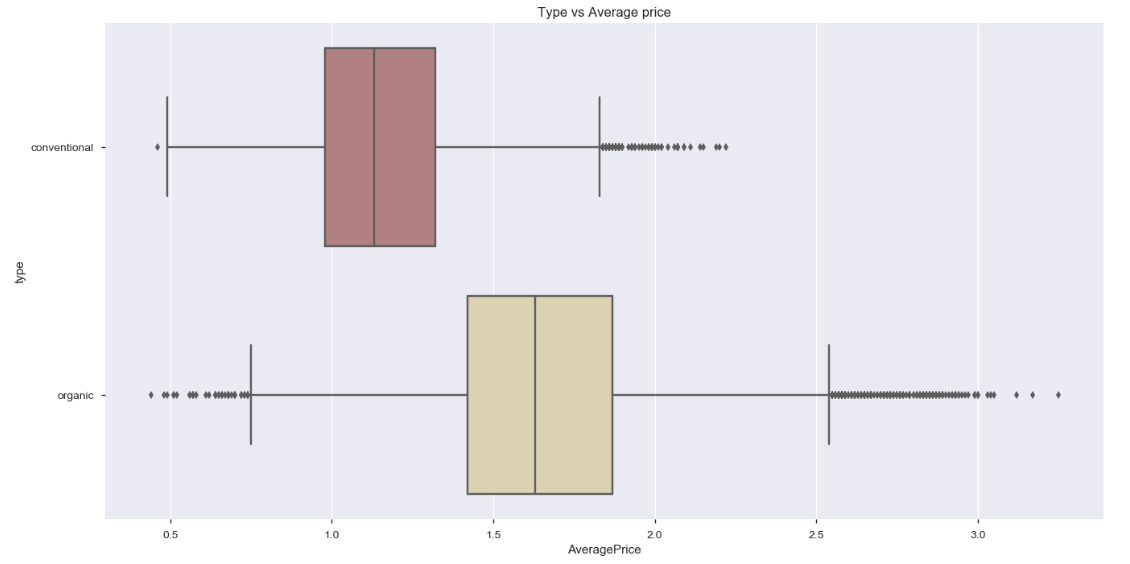 Type vs Average price
conventional
organic
type
0.5
1.0
1.5
2.0
2.5
3.0
AveragePrice